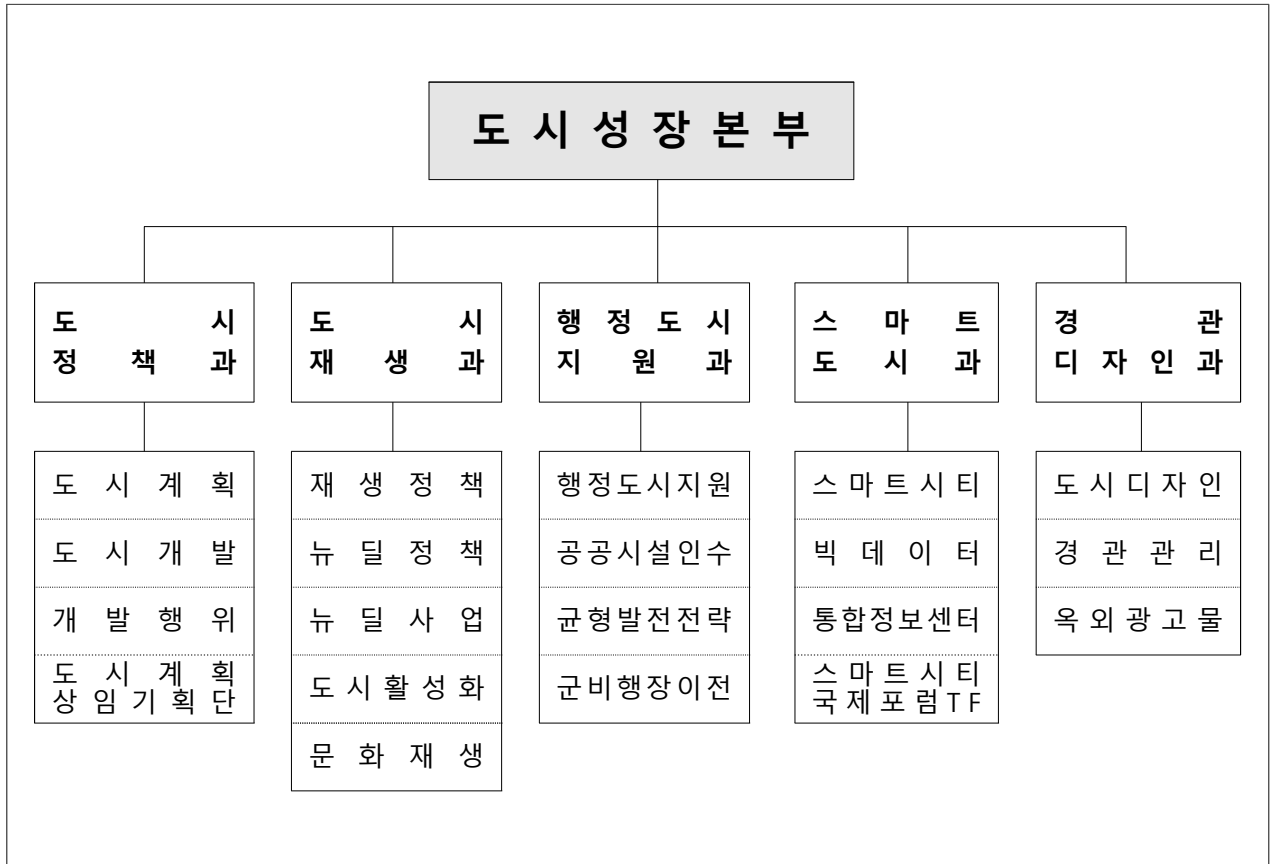 도시성장본부
도시
정책과
도시
재생과
행정도시
지원과
스마트
도시과
경관
디자인과
도시계획
도시개발
개발행위
도시계획
상임기획단
재생정책
뉴딜정책
뉴딜사업
도시활성화
문화재생
행정도시지원
공공시설인수
균형발전전략
군비행장이전
스마트시티
빅데이터
통합정보센터
스마트시티
국제포럼TF
도시디자인
경관관리
옥외광고물